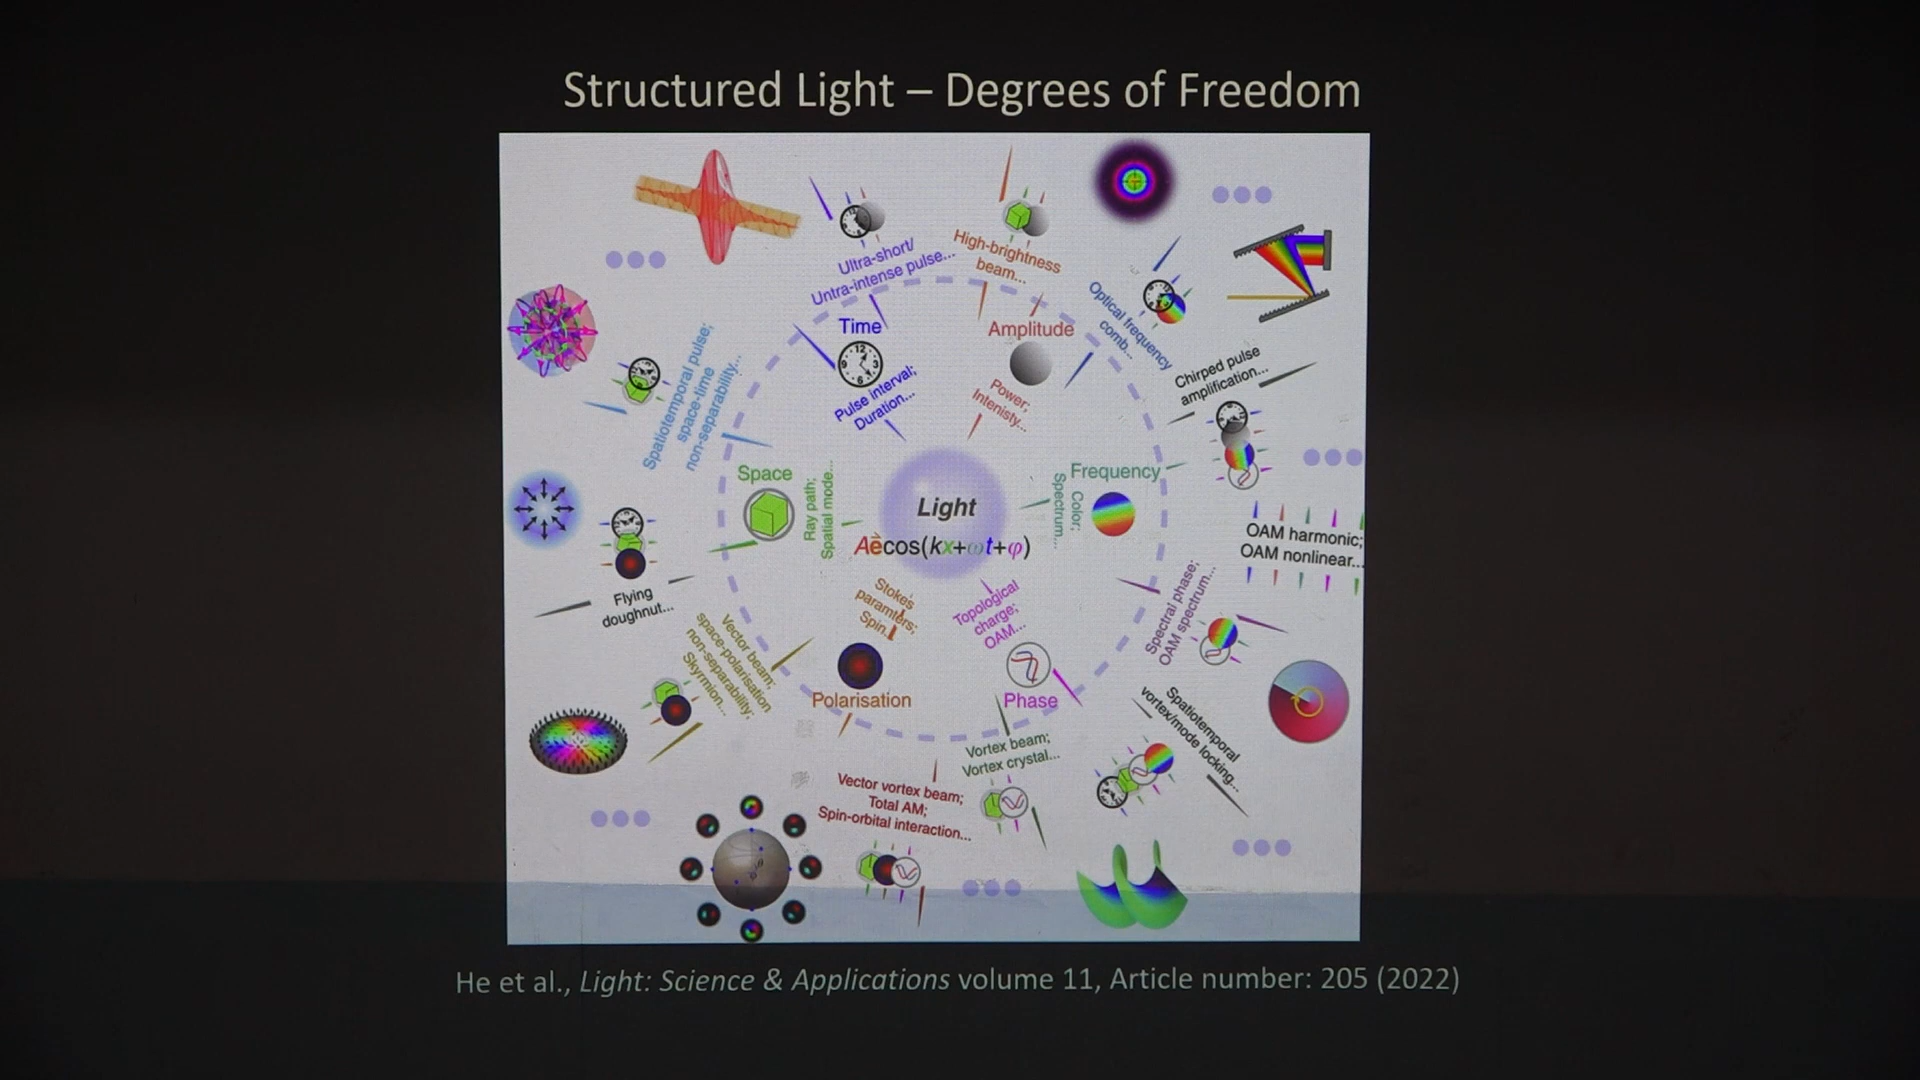 Structured Light – Degrees of Freedom
Ultra-short/
Untra-intense pulse...
High-brightness
beam...
Optical frequency
comb...
Chirped pulse
amplification...
Time
Pulse interval;
Duration...
Amplitude
Power;
Intenisty...
Spatiotemporal pulse;
space-time
non-separability...
Space
Ray path;
Spatial mode...
Light
Aècos(kx+ωt+φ)
Frequency
Color;
Spectrum...
OAM harmonic;
OAM nonlinear...
Flying
doughnut...
Stokes
paramters;
Spin...
Topological
charge;
OAM...
Spectral phase;
OAM spectrum...
Vector beam;
space-polarisation
non-separability;
Skyrmion...
Polarisation
Phase
Spatiotemporal
vortex/mode locking...
Vortex beam;
Vortex crystal...
Vector vortex beam;
Total AM;
Spin-orbital interaction...
He et al., Light: Science & Applications volume 11, Article number: 205 (2022)